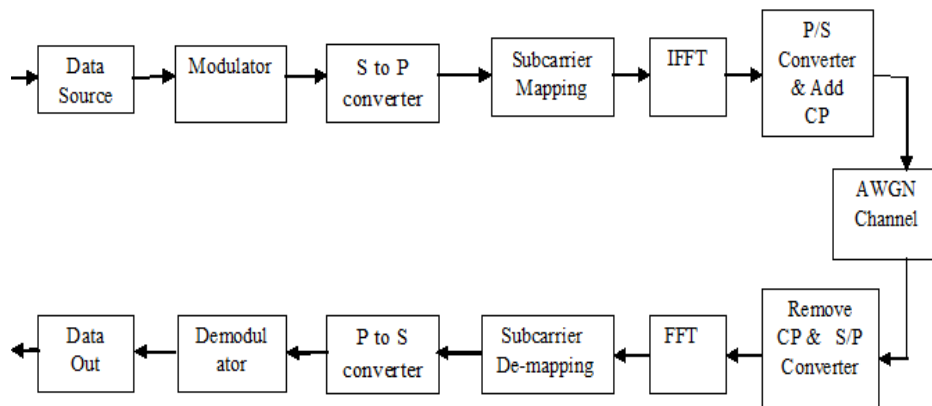 Data
Source
Modulator
S to P
converter
Subcarrier
Mapping
IFFT
P/S
Converter
& Add
CP
AWGN
Channel
Remove
CP & S/P
Converter
FFT
Subcarrier
De-mapping
P to S
converter
Demodul
ator
Data
Out